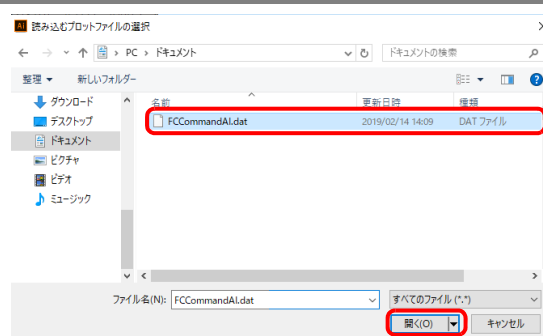 Ai 読み込むプロットファイルの選択
PC › ドキュメント
ドキュメントの検索
整理 新しいフォルダー
名前 更新日時 種類
ダウンロード
FCCommandAI.dat 2019/02/14 14:09 DAT ファイル
デスクトップ
ドキュメント
ピクチャ
ビデオ
ミュージック
ファイル名(N): FCCommandAI.dat すべてのファイル (*.*)
開く(O) キャンセル